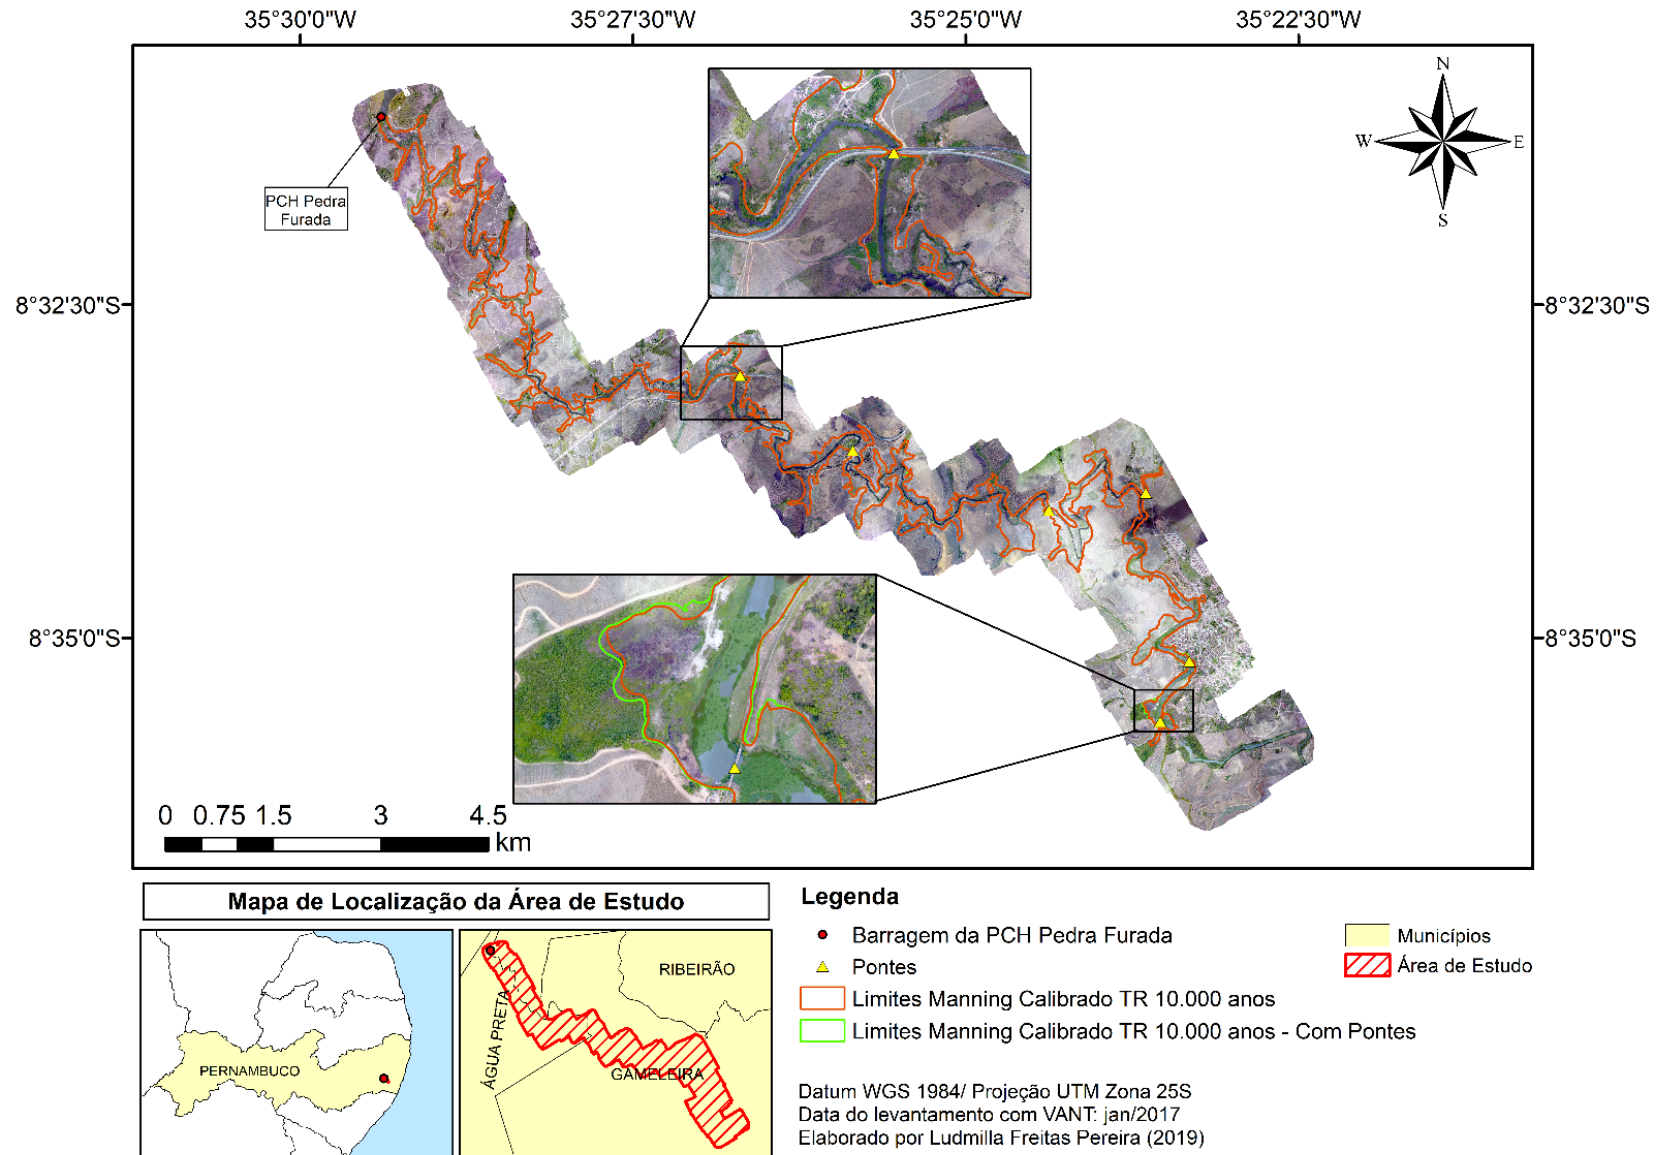 35°30'0"W
35°27'30"W
35°25'0"W
35°22'30"W
N
W
E
S
PCH Pedra
Furada
8°32'30"S
8°32'30"S
8°35'0"S
8°35'0"S
0 0.75 1.5 3 4.5
km
Mapa de Localização da Área de Estudo
PERNAMBUCO
RIBEIRÃO
ÁGUA PRETA
GAMELEIRA
Legenda
Barragem da PCH Pedra Furada
Pontes
Limites Manning Calibrado TR 10.000 anos
Limites Manning Calibrado TR 10.000 anos - Com Pontes
Municípios
Área de Estudo
Datum WGS 1984/ Projeção UTM Zona 25S
Data do levantamento com VANT: jan/2017
Elaborado por Ludmilla Freitas Pereira (2019)